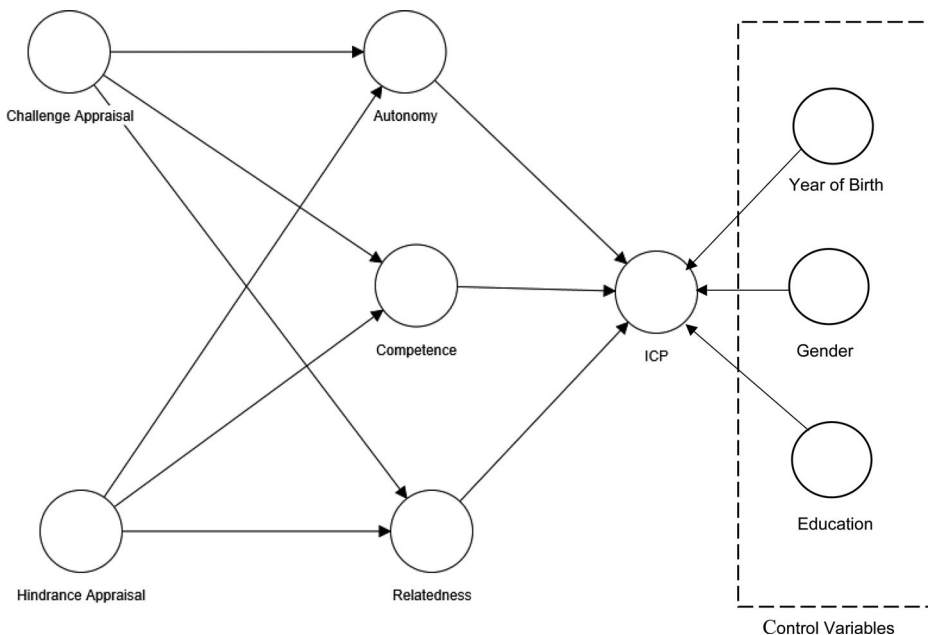 Challenge Appraisal
Autonomy
Year of Birth
Competence
ICP
Gender
Hindrance Appraisal
Relatedness
Education
Control Variables